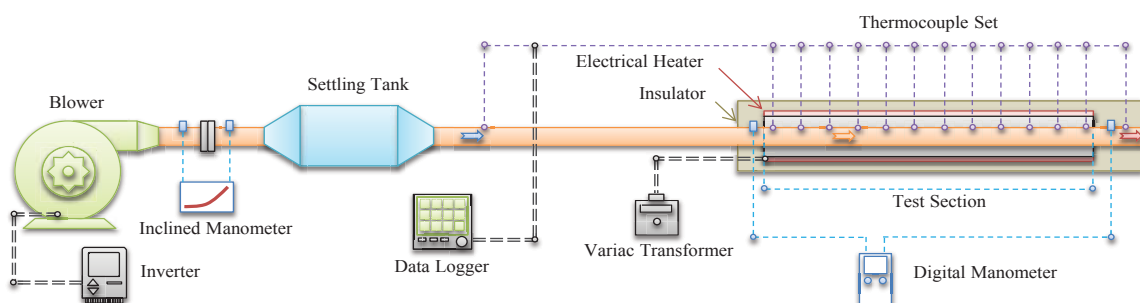 Thermocouple Set
Electrical Heater
Settling Tank
Insulator
Blower
Test Section
Inclined Manometer
Variac Transformer
Data Logger
Inverter
Digital Manometer